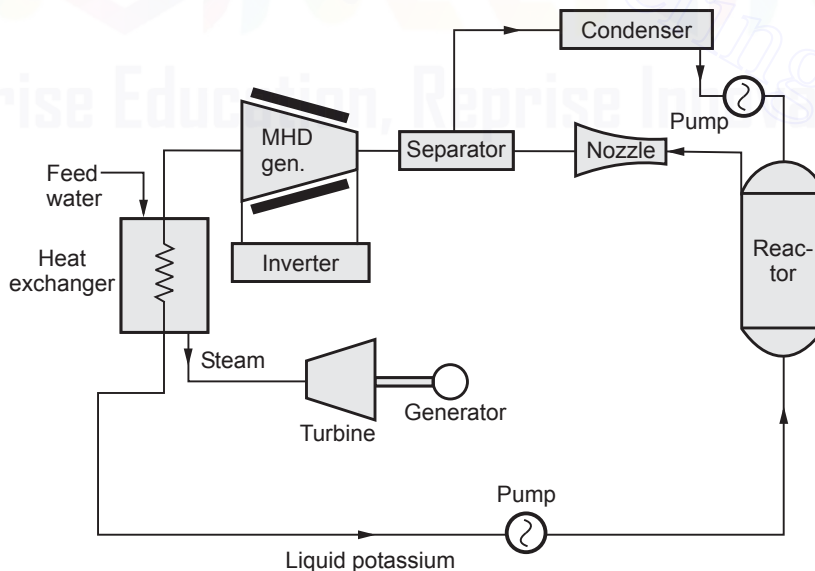 Condenser
Pump
MHD
gen.
Separator
Nozzle
Feed
water
Heat
exchanger
Inverter
Reac-
tor
Steam
Turbine
Generator
Pump
Liquid potassium